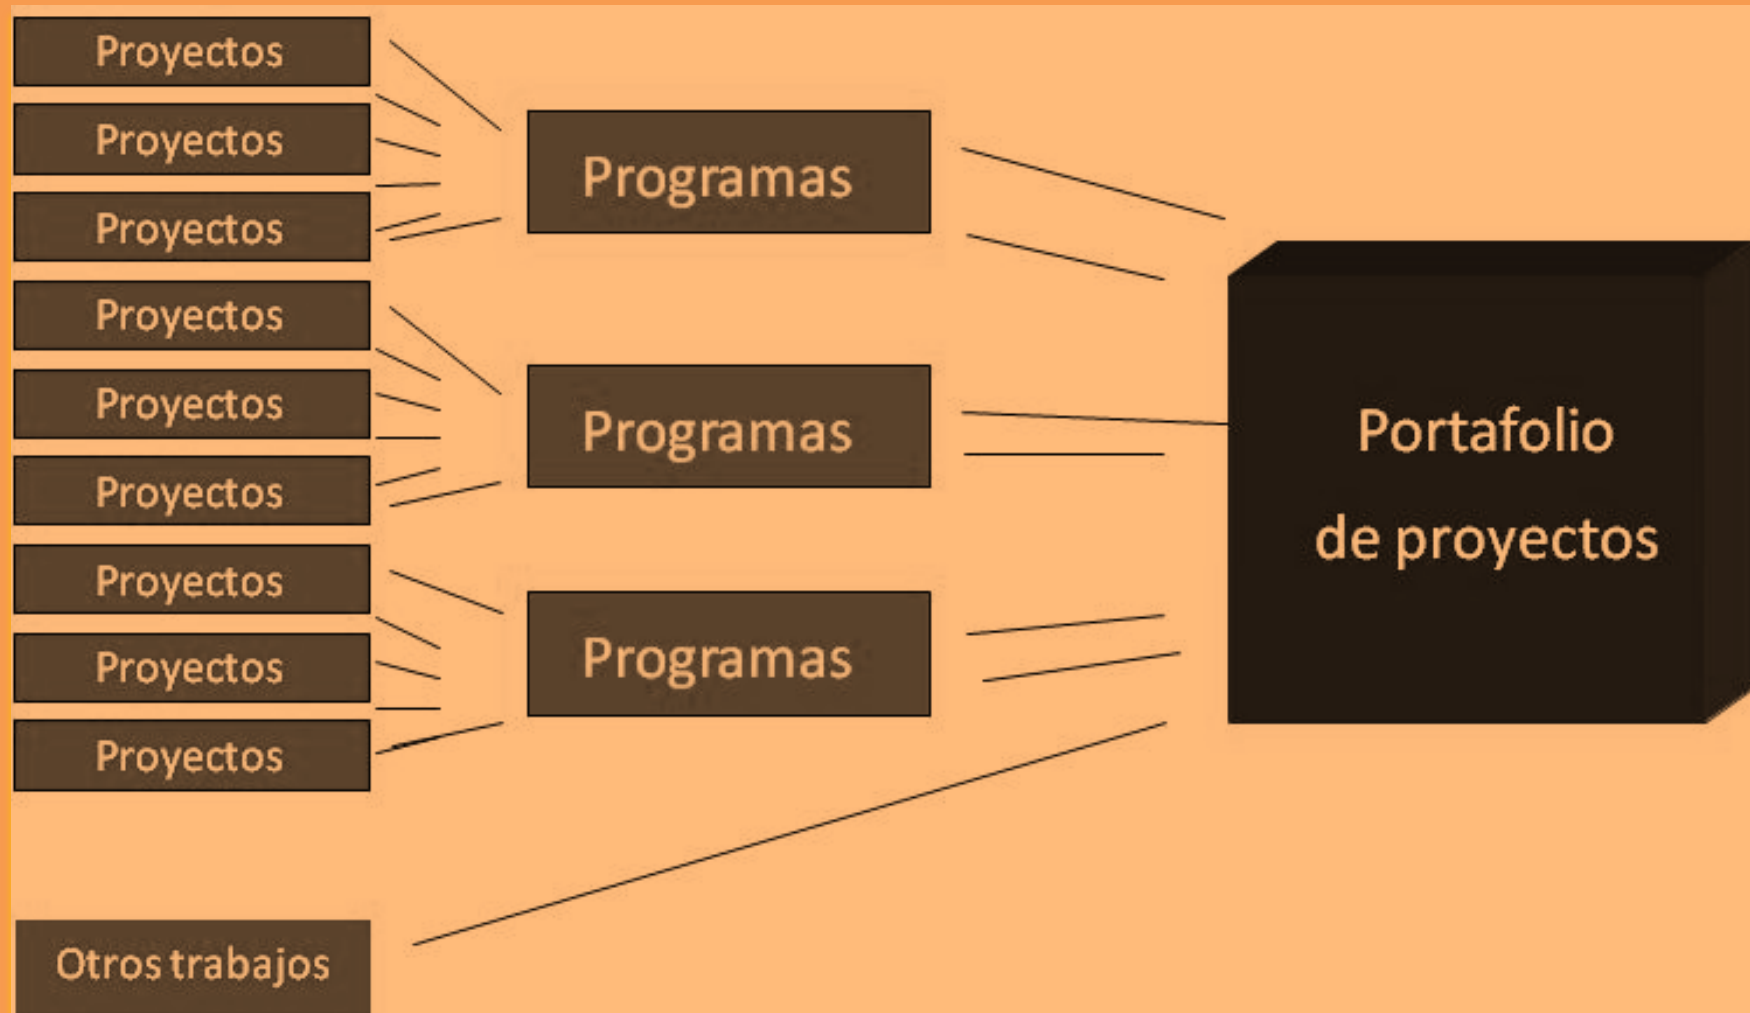 Proyectos
Proyectos
Proyectos
Proyectos
Proyectos
Proyectos
Proyectos
Proyectos
Proyectos
Otros trabajos
Programas
Programas
Programas
Portafolio
de proyectos